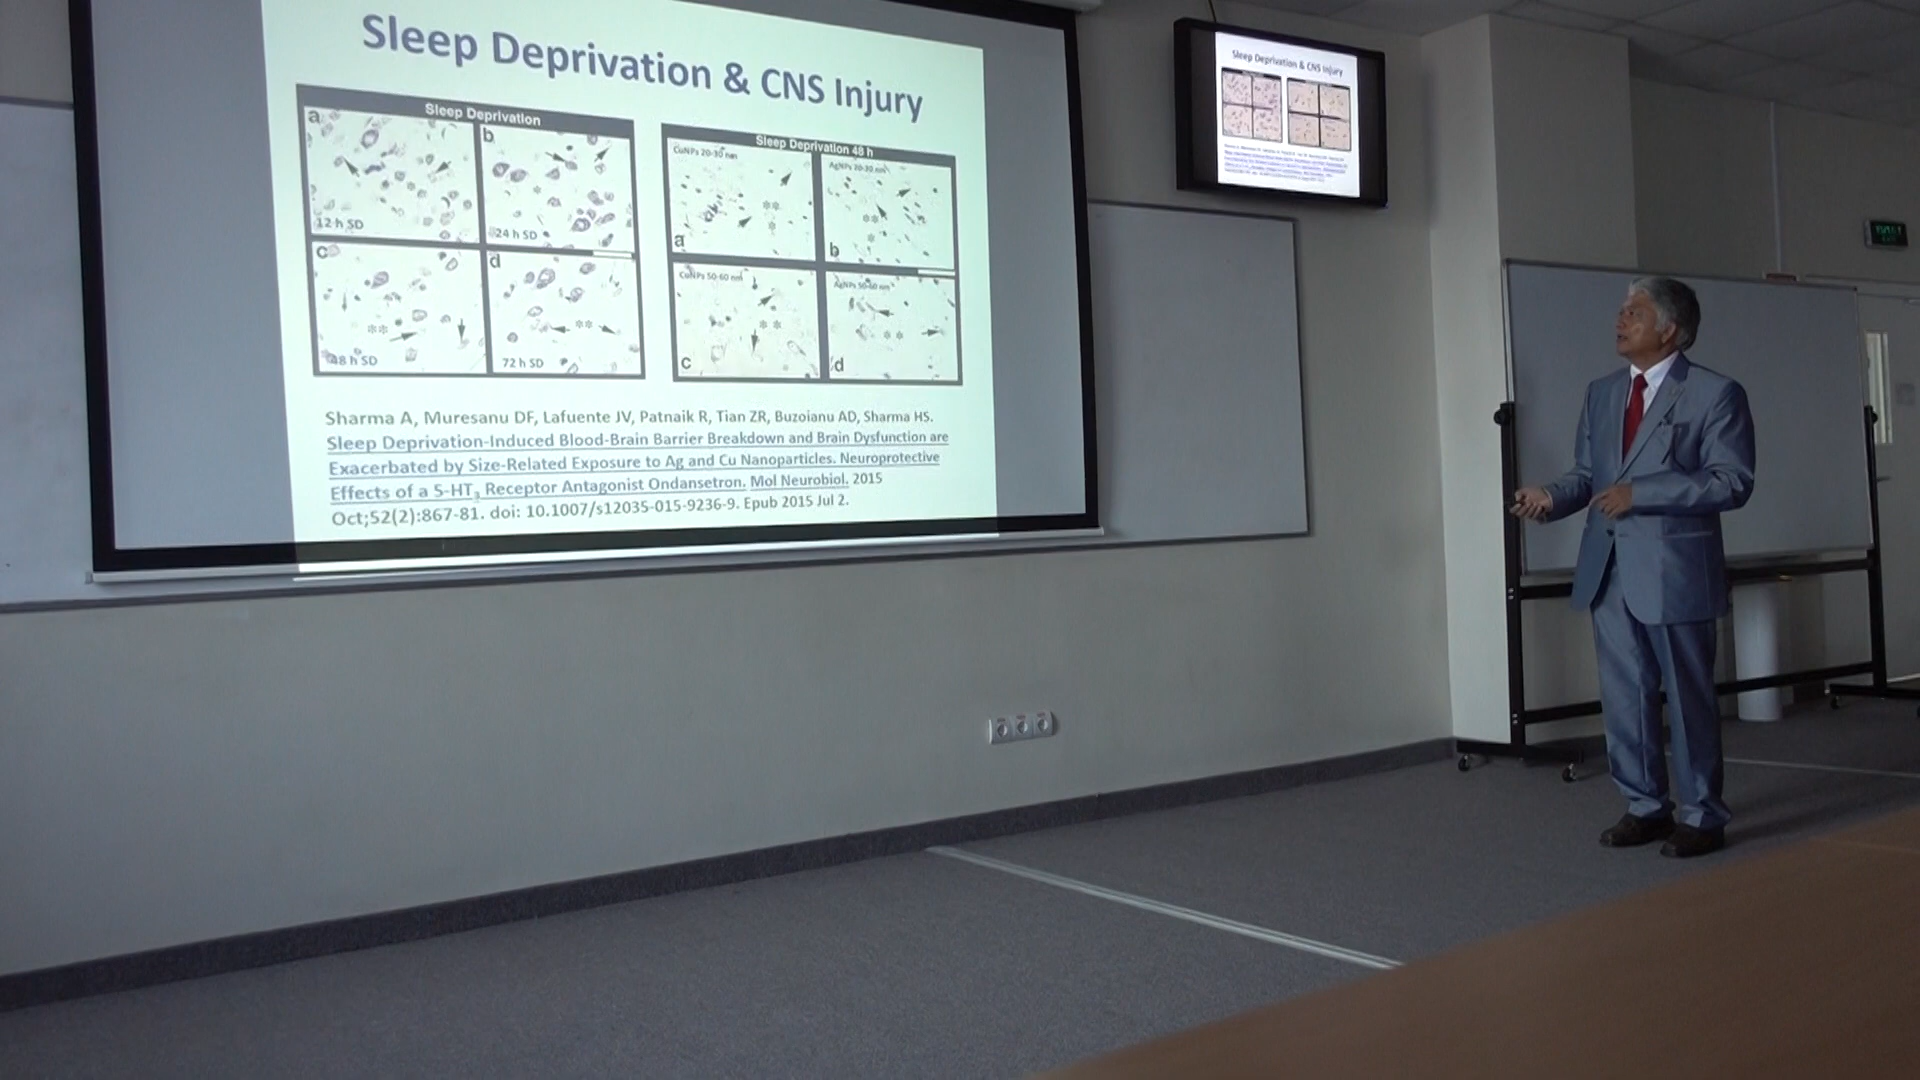 Sleep Deprivation & CNS Injury
Sleep Deprivation
a
b
12 h SD
24 h SD
c
d
48 h SD
72 h SD
Sleep Deprivation 48 h
CuNPs 20-30 nm
AgNPs 20-30 nm
a
b
CuNPs 50-60 nm
AgNPs 50-60 nm
c
d
Sharma A, Muresanu DF, Lafuente JV, Patnaik R, Tian ZR, Buzoianu AD, Sharma HS.
Sleep Deprivation-Induced Blood-Brain Barrier Breakdown and Brain Dysfunction are
Exacerbated by Size-Related Exposure to Ag and Cu Nanoparticles. Neuroprotective
Effects of a 5-HT3 Receptor Antagonist Ondansetron. Mol Neurobiol. 2015
Oct;52(2):867-81. doi: 10.1007/s12035-015-9236-9. Epub 2015 Jul 2.
Sleep Deprivation & CNS Injury